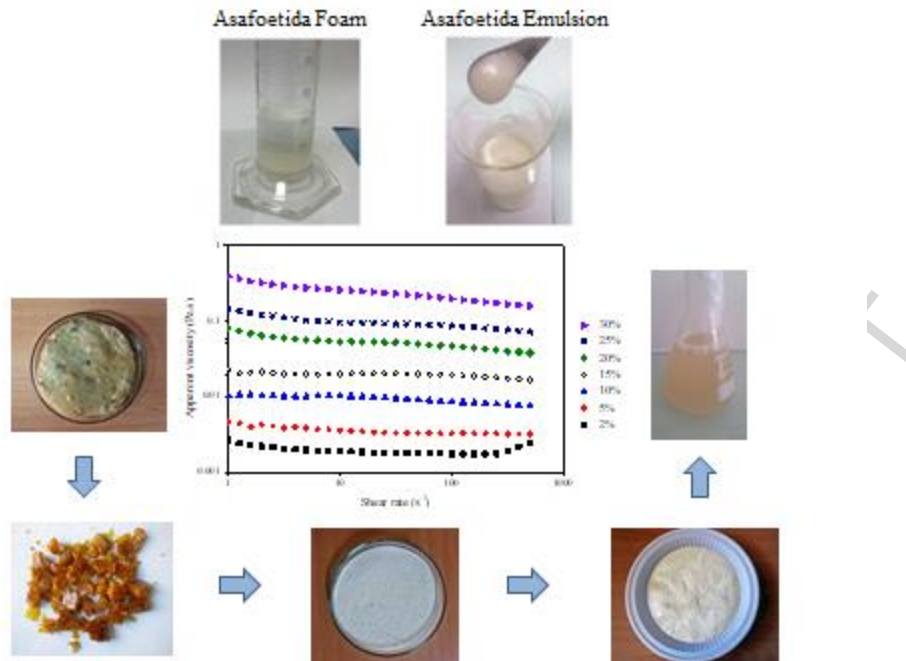 Asafoetida Foam Asafoetida Emulsion
1
0.1
0.01
0.001
1 10 100 1000
Apparent viscosity (Pa.s)
Shear rate (s⁻¹)
30%
25%
20%
15%
10%
5%
2%